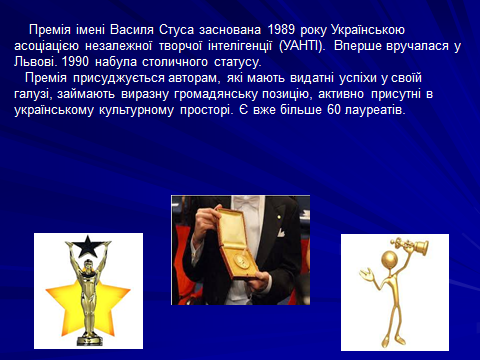 Премія імені Василя Стуса заснована 1989 року Українською
асоціацією незалежної творчої інтелігенції (УАНТІ). Вперше вручалася у
Львові. 1990 набула столичного статусу.
Премія присуджується авторам, які мають видатні успіхи у своїй
галузі, займають виразну громадянську позицію, активно присутні в
українському культурному просторі. Є вже більше 60 лауреатів.